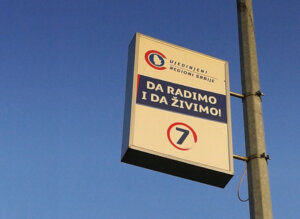 UJEDINJENI
REGIONI SRBIJE
DA RADIMO
I DA ŽIVIMO!
7